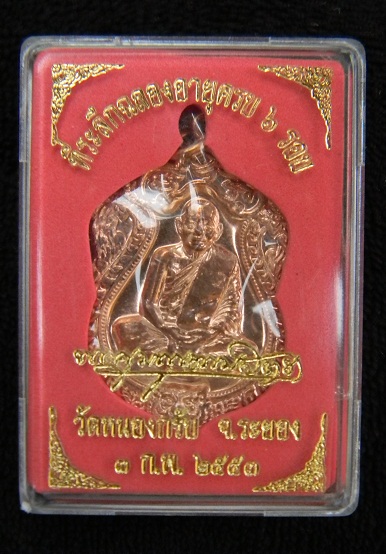 ที่ระลึกฉลองอายุครบ ๖ รอบ
วัดหนองกรับ จ.ระยอง
๓ ก.พ. ๒๕๕๓